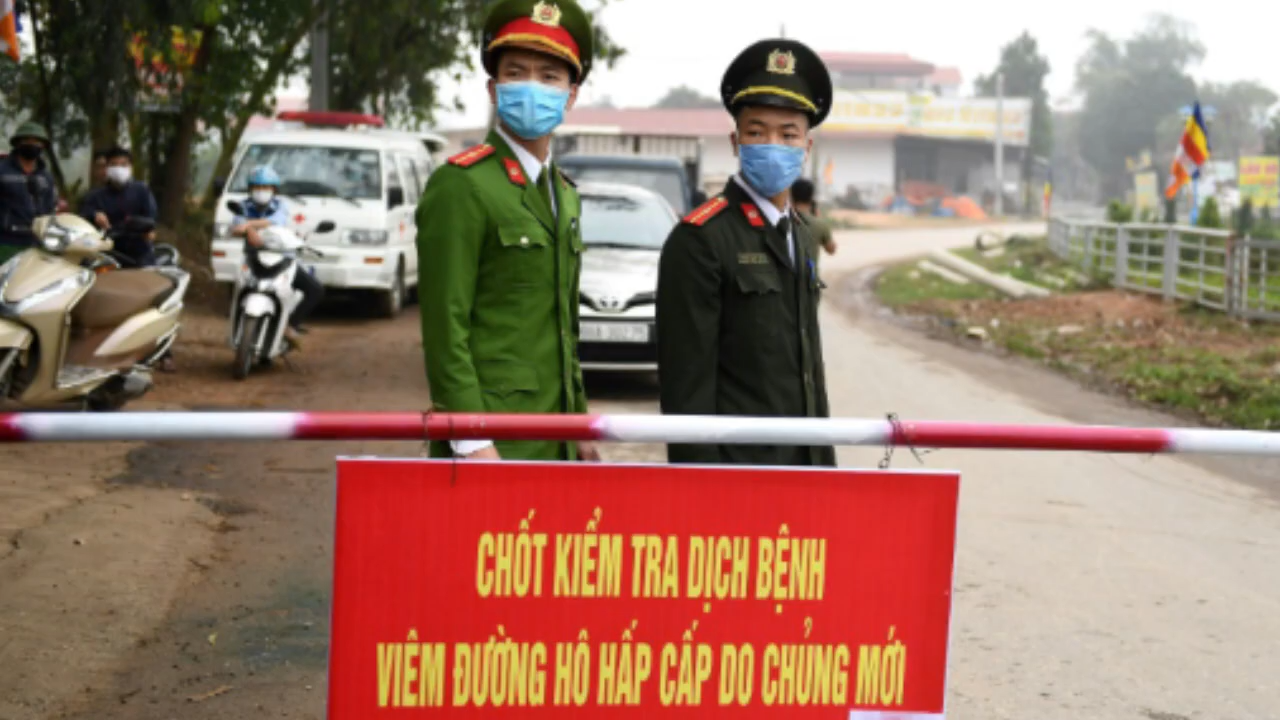 CHỐT KIỂM TRA DỊCH BỆNH
VIÊM ĐƯỜNG HÔ HẤP CẤP DO CHỦNG MỚI